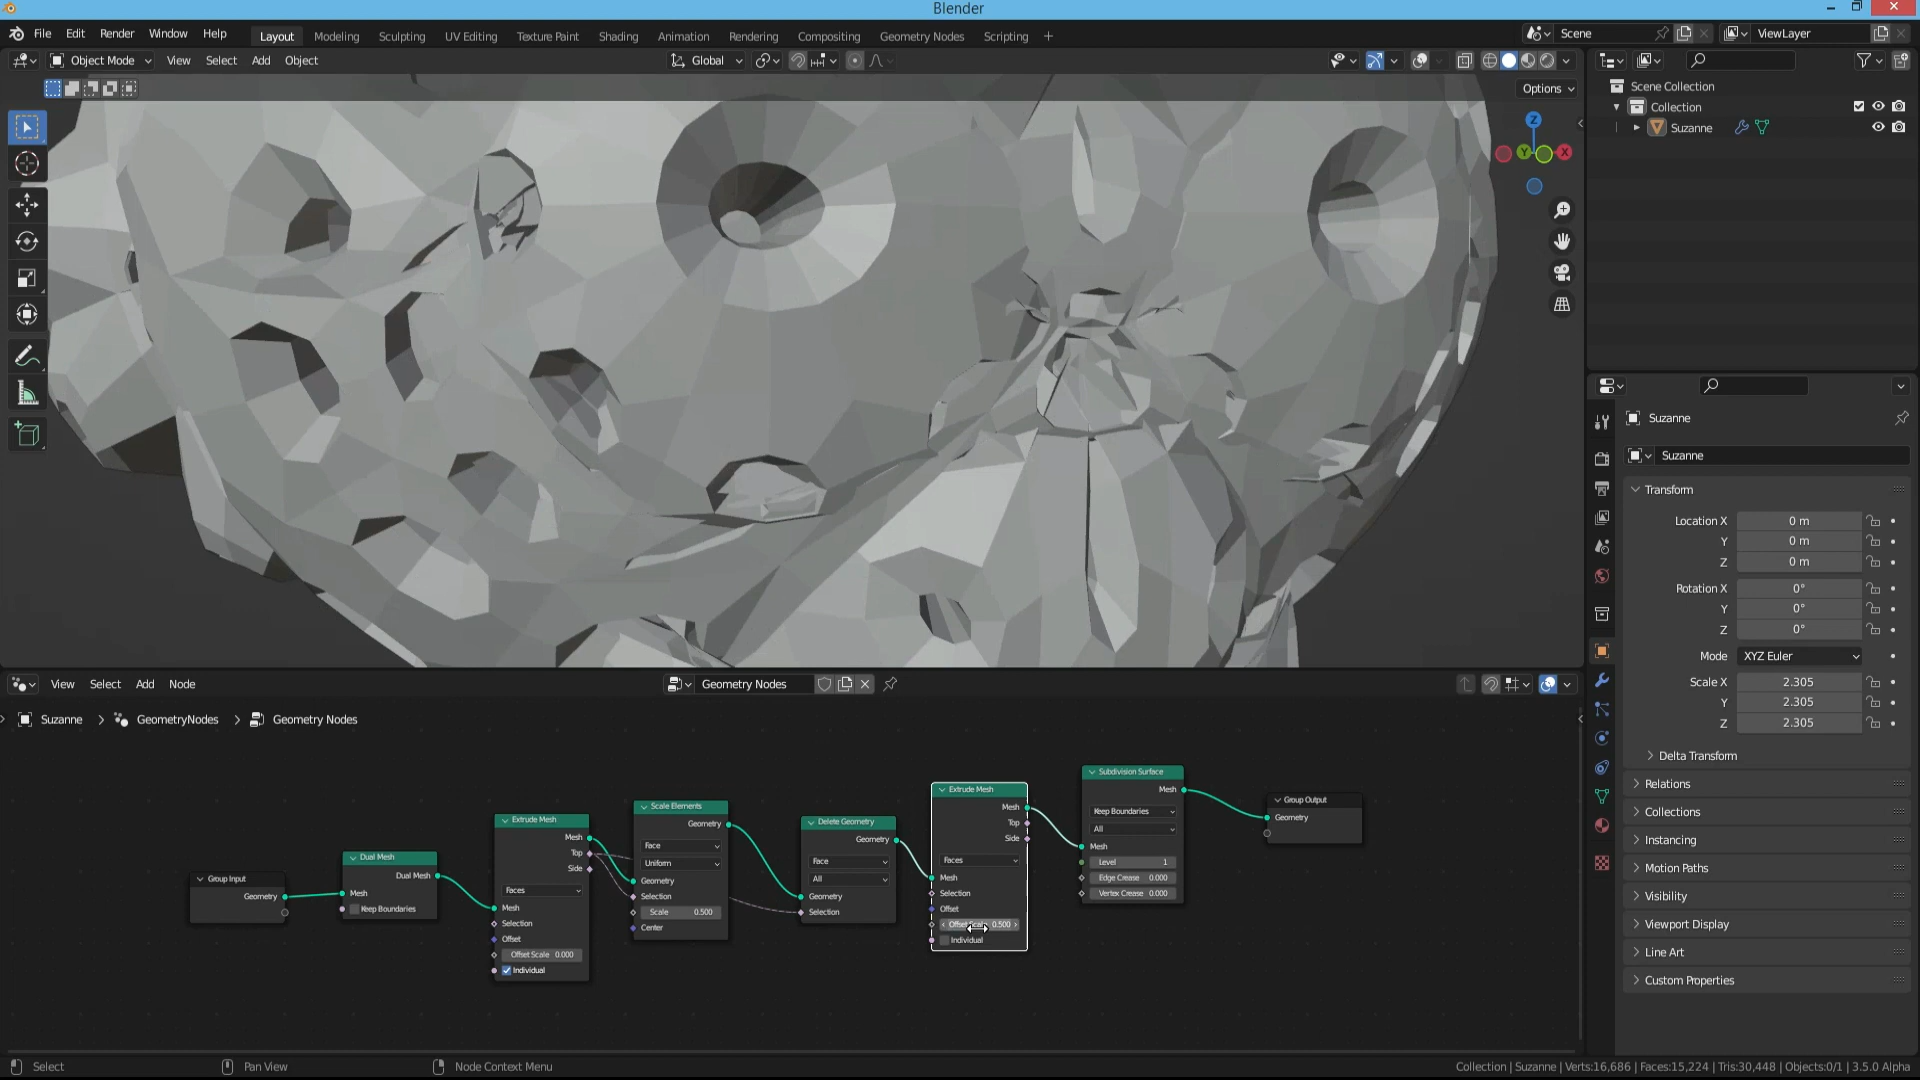 Blender
File Edit Render Window Help
Layout Modeling Sculpting UV Editing Texture Paint Shading Animation Rendering Compositing Geometry Nodes Scripting +
Scene
ViewLayer
Object Mode View Select Add Object
Global
Options
Z
Y
X
Scene Collection
Collection
Suzanne
Suzanne
Suzanne
Transform
Location X 0 m
Y 0 m
Z 0 m
Rotation X 0°
Y 0°
Z 0°
Mode XYZ Euler
Scale X 2.305
Y 2.305
Z 2.305
Delta Transform
Relations
Collections
Instancing
Motion Paths
Visibility
Viewport Display
Line Art
Custom Properties
View Select Add Node
Geometry Nodes
Suzanne > GeometryNodes > Geometry Nodes
Group Input
Geometry
Dual Mesh
Dual Mesh
Mesh
Keep Boundaries
Extrude Mesh
Mesh
Top
Side
Faces
Mesh
Selection
Offset
Offset Scale 0.000
Individual
Scale Elements
Geometry
Face
Uniform
Geometry
Selection
Scale 0.500
Center
Delete Geometry
Geometry
Face
All
Geometry
Selection
Extrude Mesh
Mesh
Top
Side
Faces
Mesh
Selection
Offset
Offset Scale 0.500
Individual
Subdivision Surface
Mesh
Keep Boundaries
All
Mesh
Level 1
Edge Crease 0.000
Vertex Crease 0.000
Group Output
Geometry
Select
Pan View
Node Context Menu
Collection | Suzanne | Verts:16,686 | Faces:15,224 | Tris:30,448 | Objects:0/1 | 3.5.0 Alpha